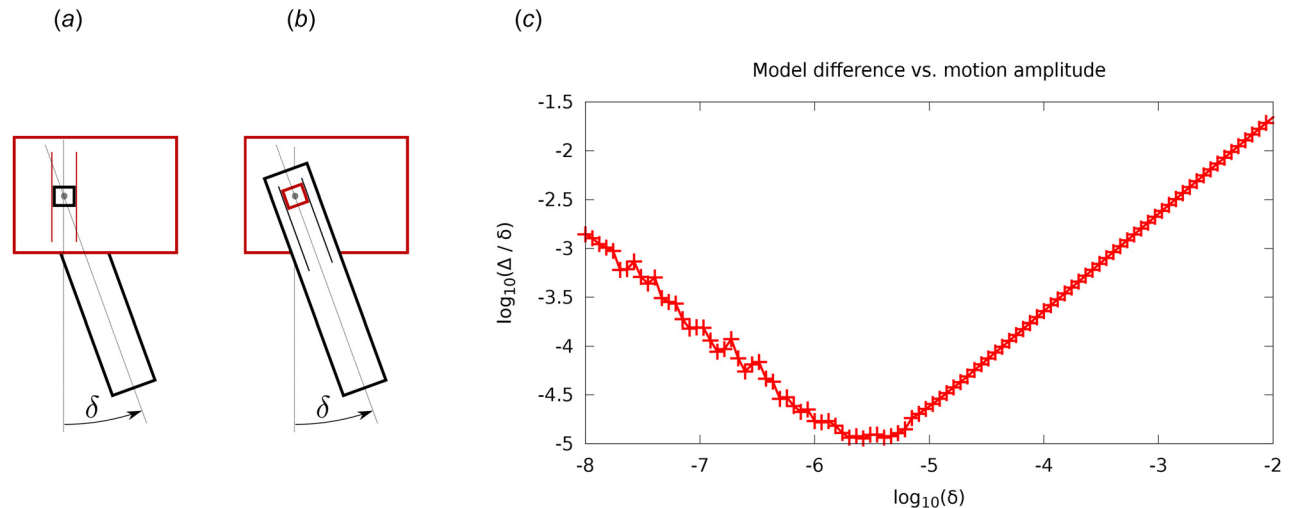 (a)
(b)
(c)
Model difference vs. motion amplitude
-1.5
-2
-2.5
-3
-3.5
-4
-4.5
-5
log₁₀(Δ / δ)
-8
-7
-6
-5
-4
-3
-2
log₁₀(δ)
δ
δ